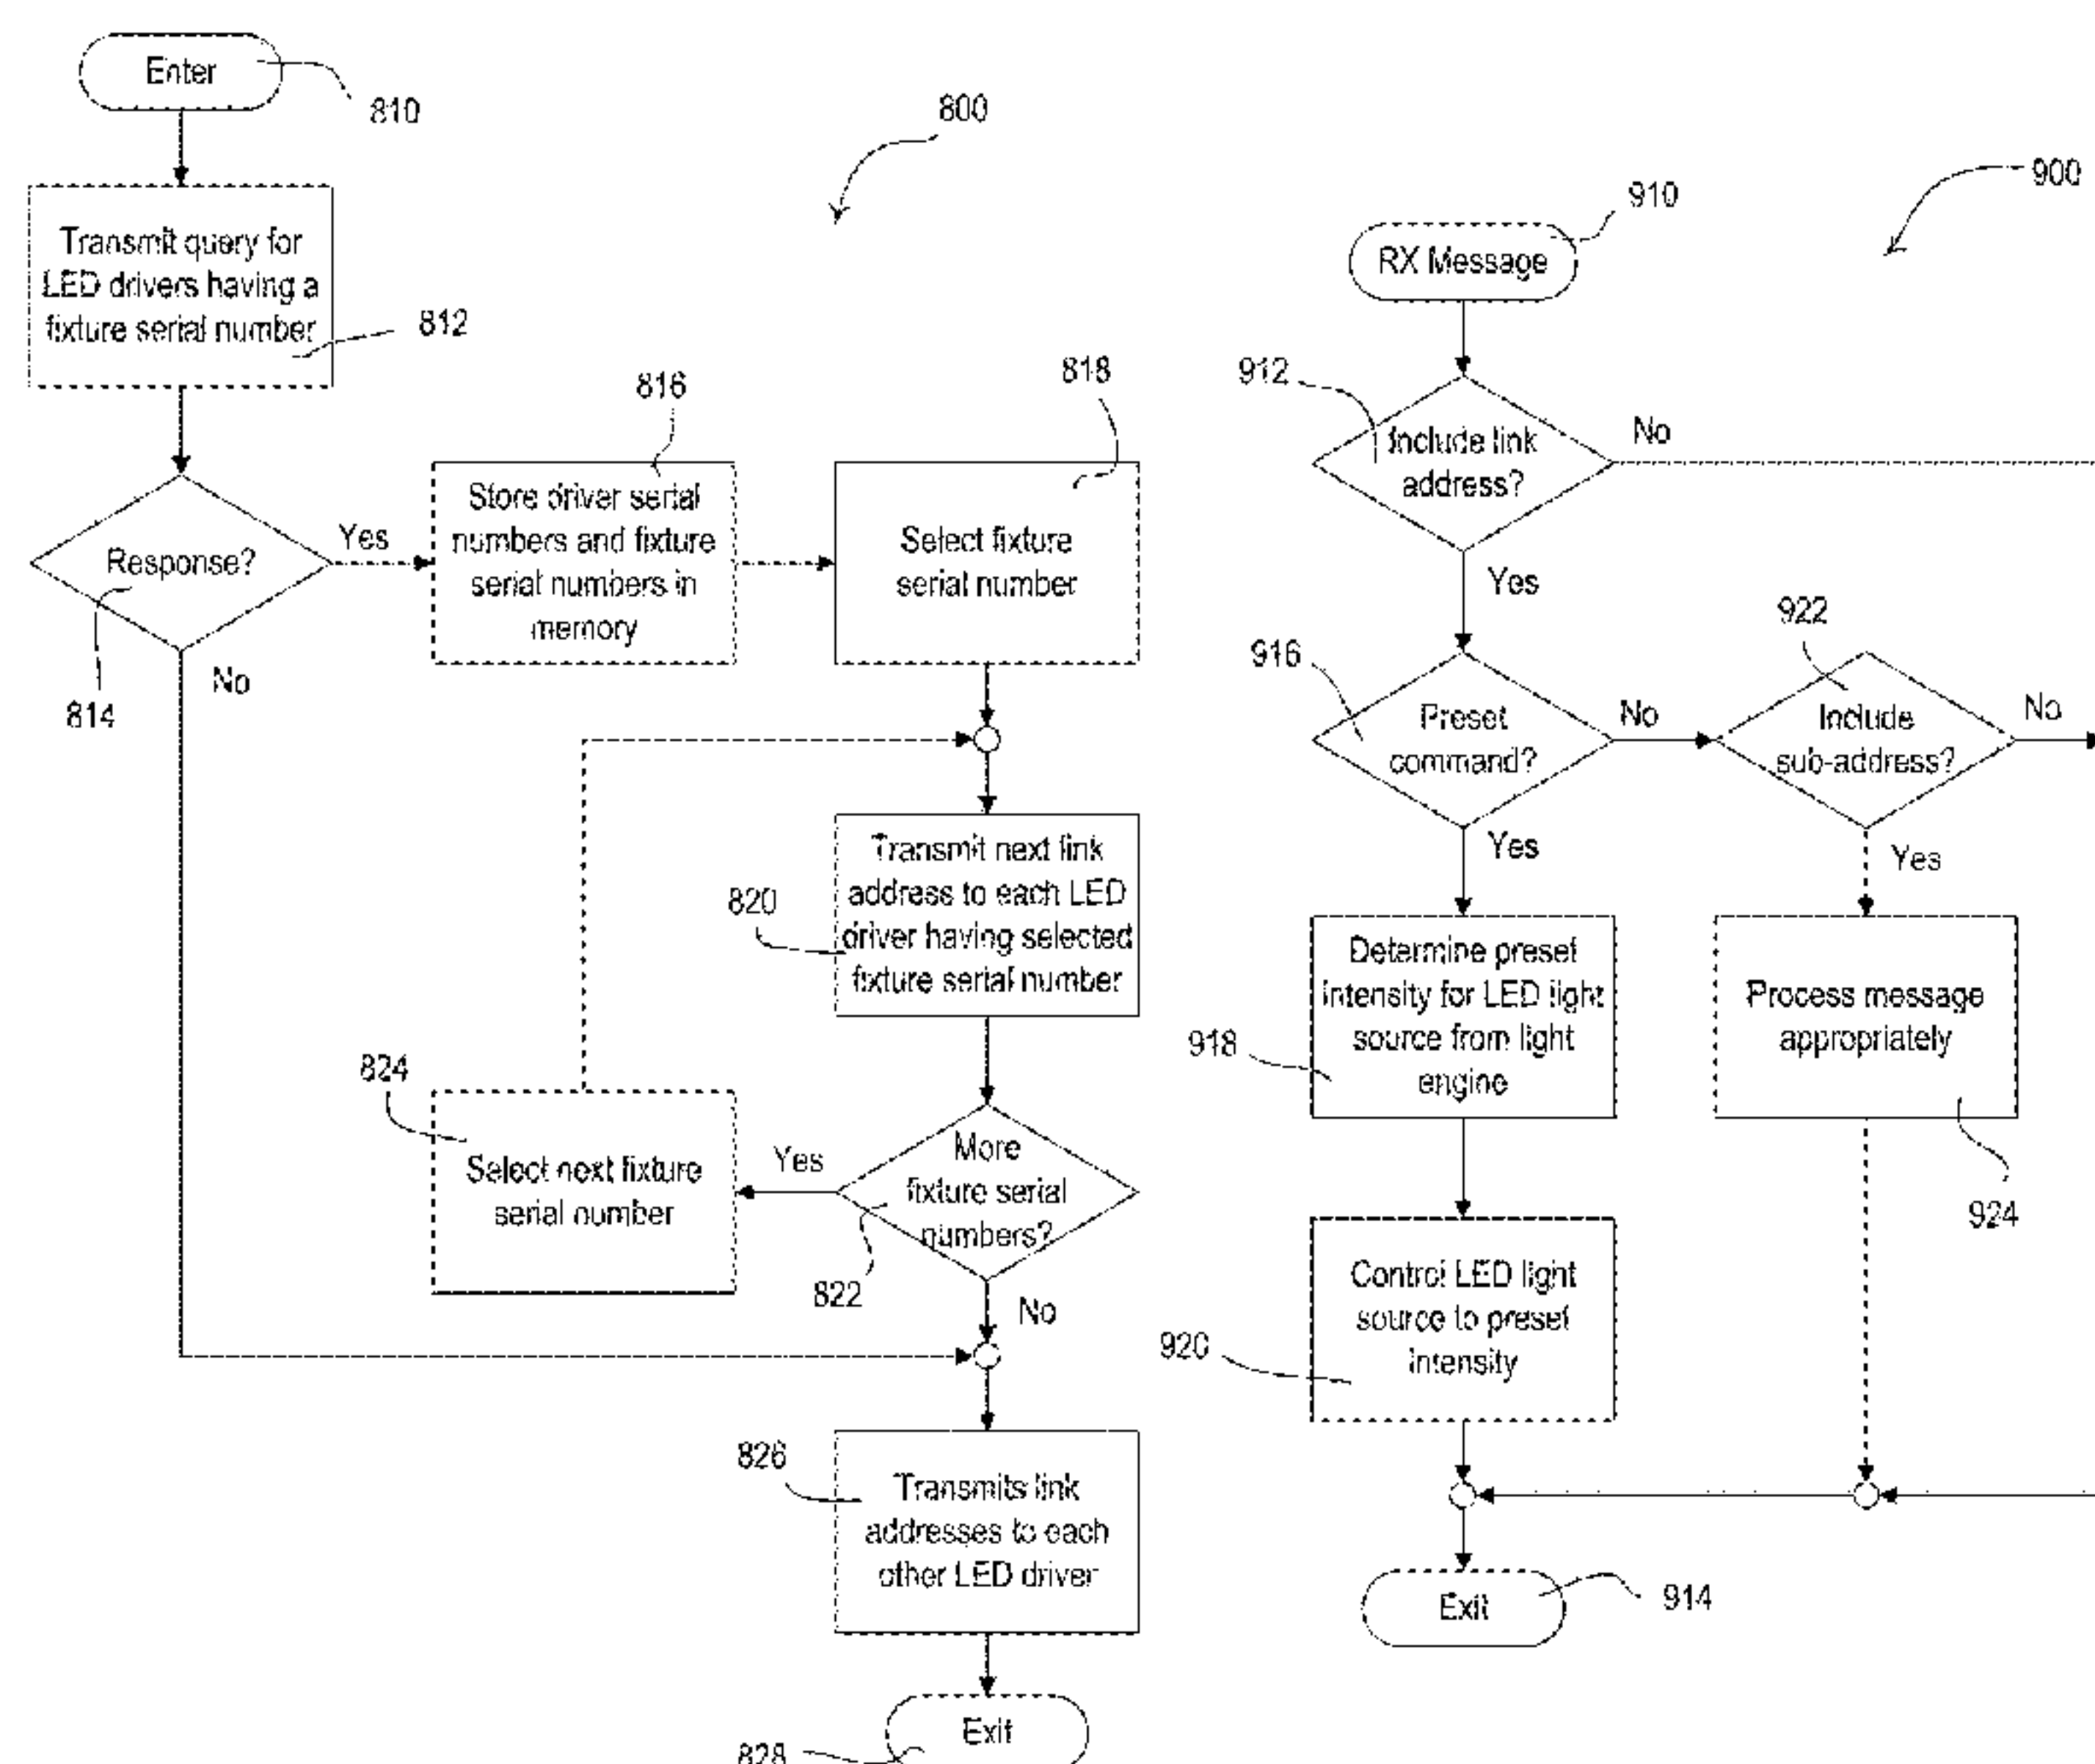 Enter
810
800
Transmit query for
LED drivers having a
fixture serial number
812
Response?
814
Yes
No
816
Store driver serial
numbers and fixture
serial numbers in
memory
818
Select fixture
serial number
820
Transmit next link
address to each LED
driver having selected
fixture serial number
824
Select next fixture
serial number
Yes
More
fixture serial
numbers?
822
No
826
Transmits link
addresses to each
other LED driver
Exit
828
900
910
RX Message
912
Include link
address?
No
Yes
916
Preset
command?
No
922
Include
sub-address?
No
Yes
Yes
Determine preset
intensity for LED light
source from light
engine
918
Process message
appropriately
924
Control LED light
source to preset
intensity
920
Exit
914